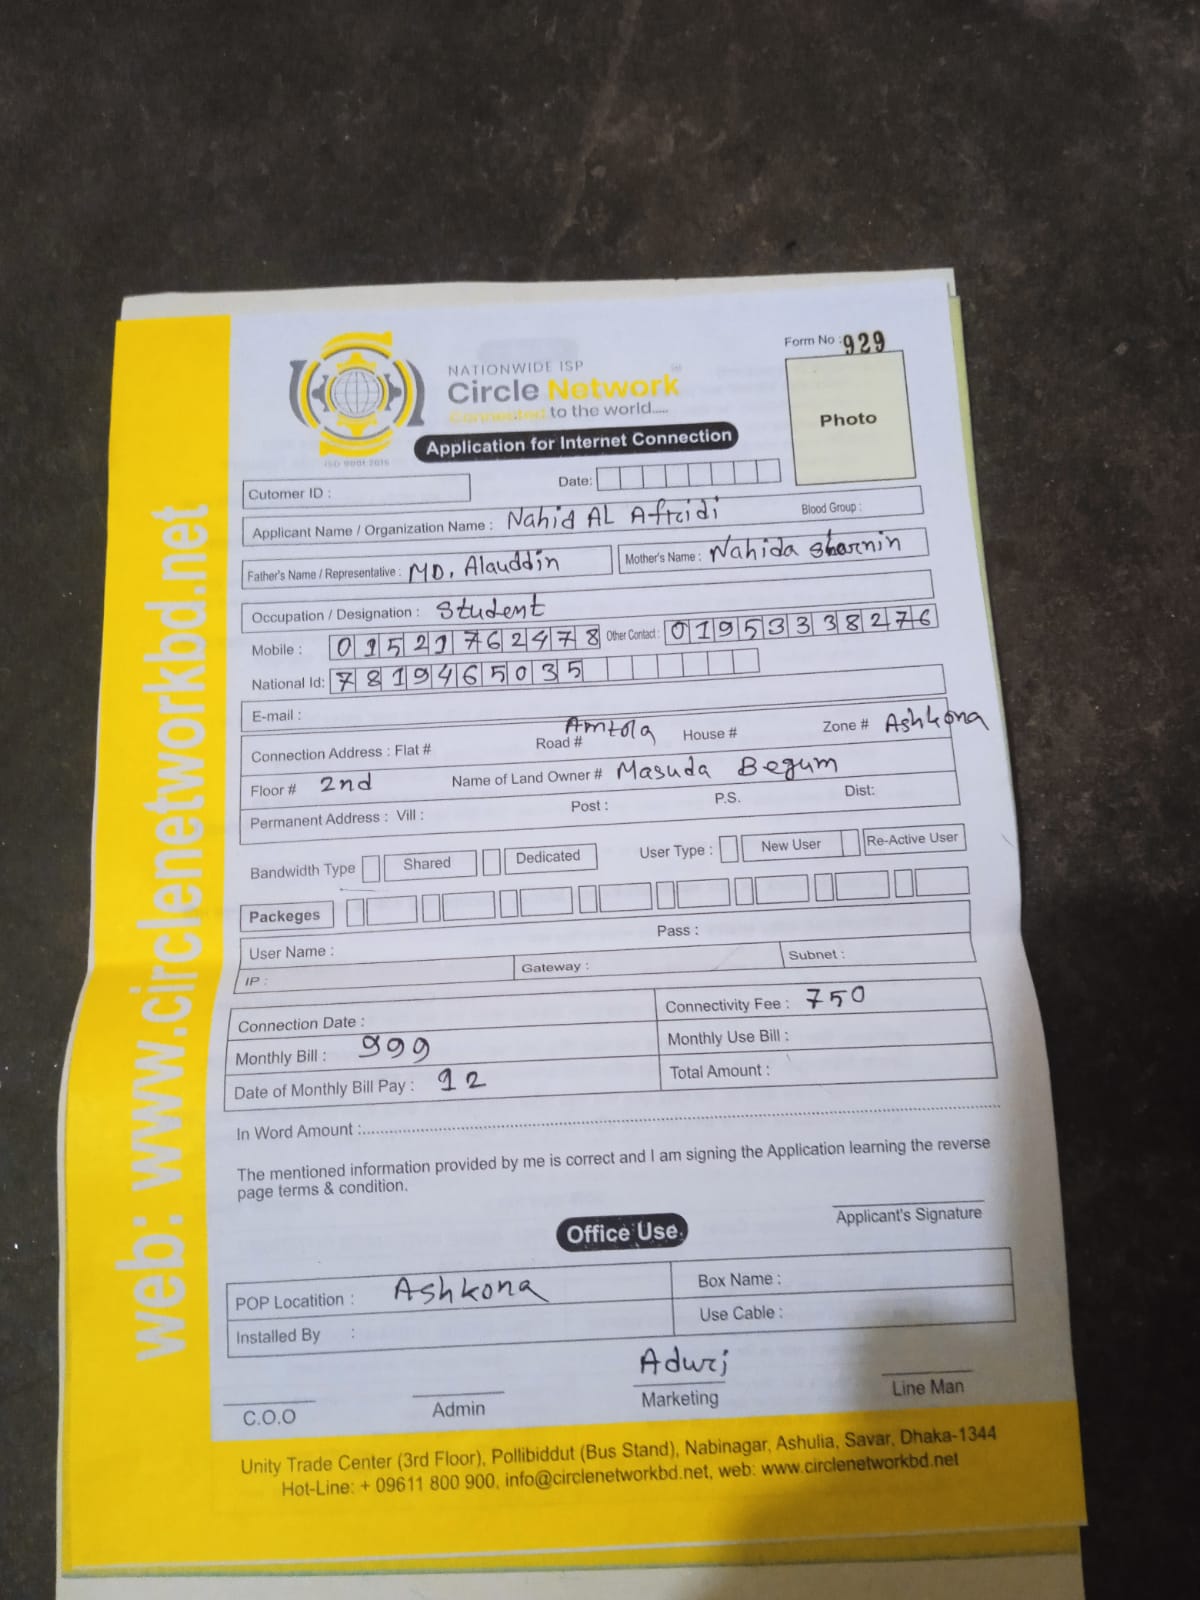 Form No : 929
NATIONWIDE ISP
Circle Network
Connected to the world.....
ISO 9001:2015
Photo
Application for Internet Connection
Cutomer ID :
Date:
Applicant Name / Organization Name : Nahid AL Afridi Blood Group :
Father's Name / Representative : MD. Alauddin Mother's Name : Nahida sharnin
Occupation / Designation : Student
Mobile : 01521762478 Other Contact : 01953338276
National Id: 7819465035
E-mail :
Connection Address : Flat # Road # Amtola House # Zone # Ashkona
Floor # 2nd Name of Land Owner # Masuda Begum
Permanent Address : Vill : Post : P.S. Dist:
Bandwidth Type Shared Dedicated User Type : New User Re-Active User
Packeges
User Name : Pass :
IP : Gateway : Subnet :
Connection Date : Connectivity Fee : 750
Monthly Bill : 999 Monthly Use Bill :
Date of Monthly Bill Pay : 12 Total Amount :
In Word Amount :
The mentioned information provided by me is correct and I am signing the Application learning the reverse
page terms & condition.
Applicant's Signature
Office Use
POP Locatition : Ashkona Box Name :
Installed By : Use Cable :
C.O.O Admin Marketing Line Man
Unity Trade Center (3rd Floor), Pollibiddut (Bus Stand), Nabinagar, Ashulia, Savar, Dhaka-1344
Hot-Line: + 09611 800 900, info@circlenetworkbd.net, web: www.circlenetworkbd.net
web: www.circlenetworkbd.net